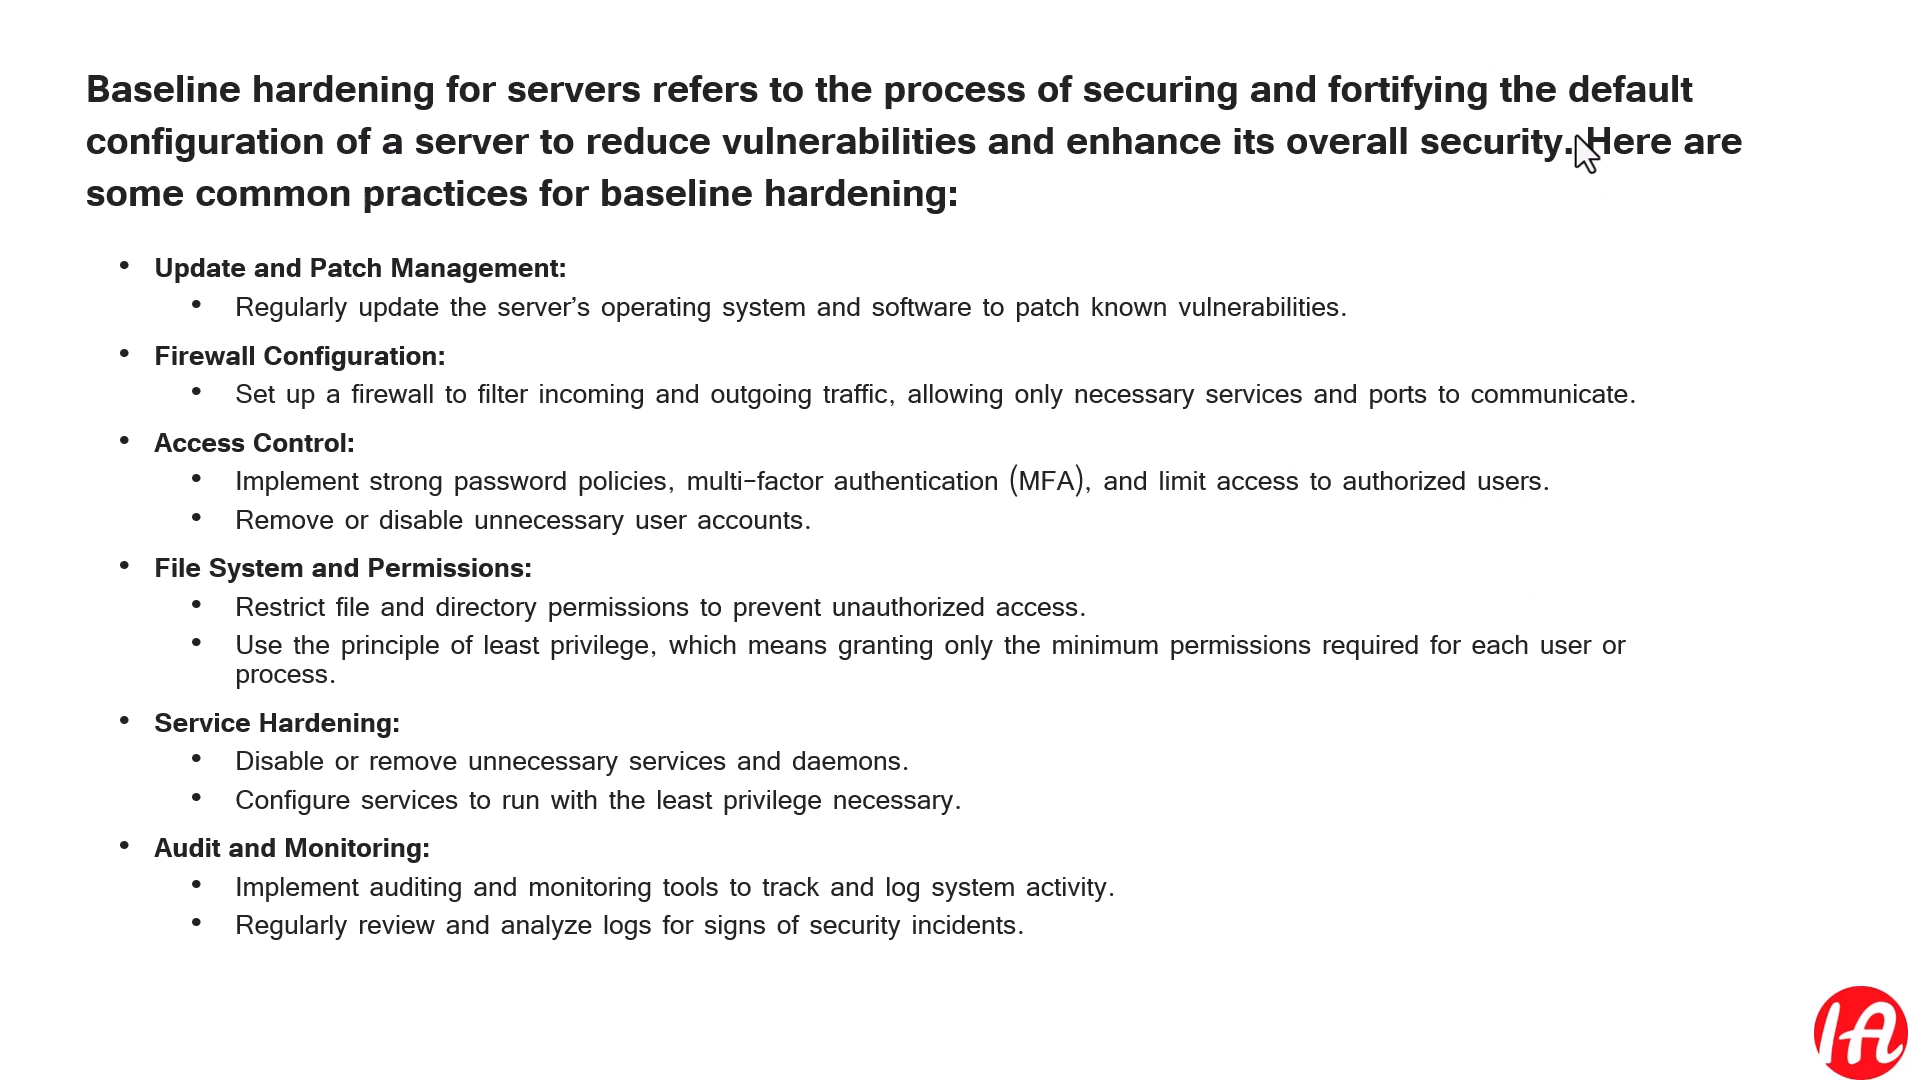 Baseline hardening for servers refers to the process of securing and fortifying the default
configuration of a server to reduce vulnerabilities and enhance its overall security. Here are
some common practices for baseline hardening:
• Update and Patch Management:
• Regularly update the server’s operating system and software to patch known vulnerabilities.
• Firewall Configuration:
• Set up a firewall to filter incoming and outgoing traffic, allowing only necessary services and ports to communicate.
• Access Control:
• Implement strong password policies, multi-factor authentication (MFA), and limit access to authorized users.
• Remove or disable unnecessary user accounts.
• File System and Permissions:
• Restrict file and directory permissions to prevent unauthorized access.
• Use the principle of least privilege, which means granting only the minimum permissions required for each user or
process.
• Service Hardening:
• Disable or remove unnecessary services and daemons.
• Configure services to run with the least privilege necessary.
• Audit and Monitoring:
• Implement auditing and monitoring tools to track and log system activity.
• Regularly review and analyze logs for signs of security incidents.
IA